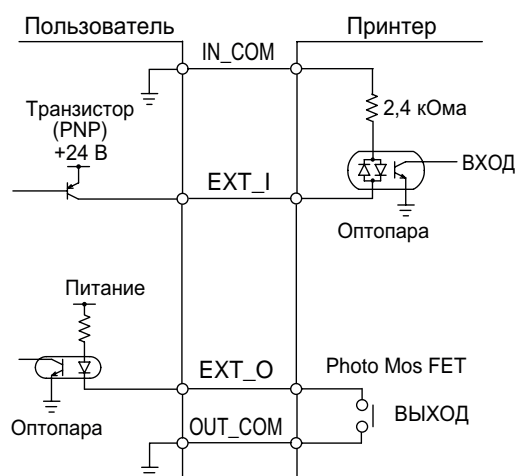 Пользователь
Принтер
IN_COM
Транзистор
(PNP)
+24 В
2,4 кОма
ВХОД
EXT_I
Оптопара
Питание
EXT_O
Photo Mos FET
Оптопара
OUT_COM
ВЫХОД